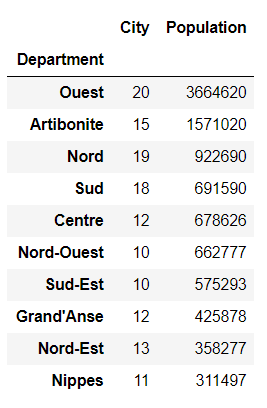 City Population
Department
Ouest 20 3664620
Artibonite 15 1571020
Nord 19 922690
Sud 18 691590
Centre 12 678626
Nord-Ouest 10 662777
Sud-Est 10 575293
Grand'Anse 12 425878
Nord-Est 13 358277
Nippes 11 311497